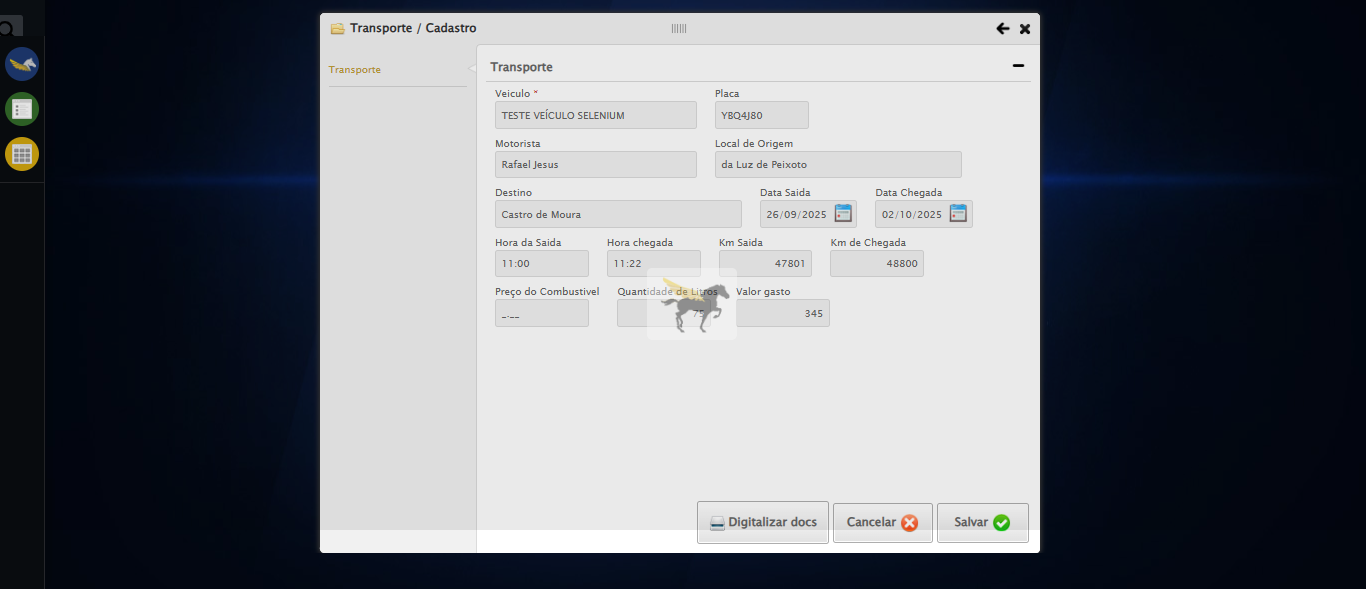 Transporte / Cadastro
Transporte
Transporte
Veiculo *
Placa
TESTE VEÍCULO SELENIUM
YBQ4J80
Motorista
Local de Origem
Rafael Jesus
da Luz de Peixoto
Destino
Data Saida
Data Chegada
Castro de Moura
26/09/2025
02/10/2025
Hora da Saida
Hora chegada
Km Saida
Km de Chegada
11:00
11:22
47801
48800
Preço do Combustivel
Quantidade de Litros
Valor gasto
_.__
75
345
Digitalizar docs
Cancelar
Salvar